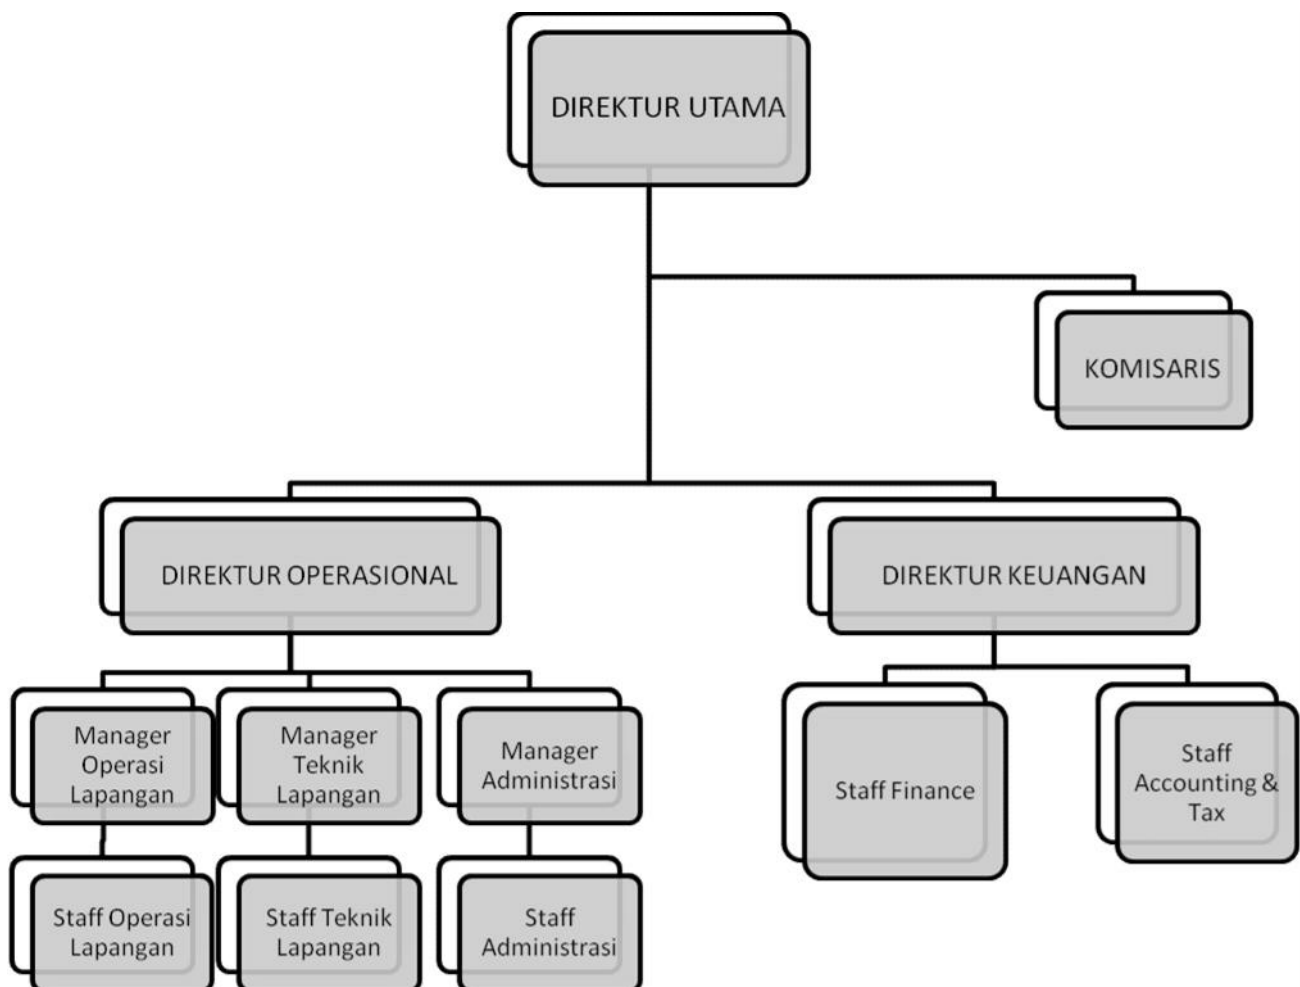 DIREKTUR UTAMA
KOMISARIS
DIREKTUR OPERASIONAL
DIREKTUR KEUANGAN
Manager
Operasi
Lapangan
Manager
Teknik
Lapangan
Manager
Administrasi
Staff Finance
Staff
Accounting &
Tax
Staff Operasi
Lapangan
Staff Teknik
Lapangan
Staff
Administrasi